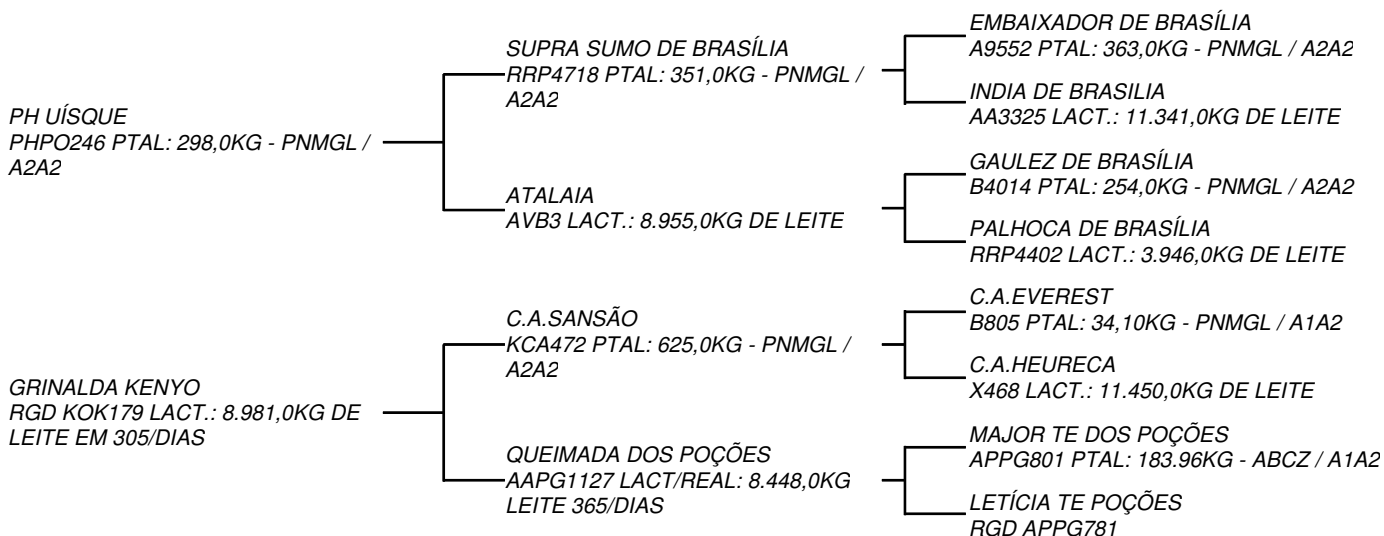 PH UÍSQUE
PHPO246 PTAL: 298,0KG - PNMGL /
A2A2
SUPRA SUMO DE BRASÍLIA
RRP4718 PTAL: 351,0KG - PNMGL /
A2A2
EMBAIXADOR DE BRASÍLIA
A9552 PTAL: 363,0KG - PNMGL / A2A2
INDIA DE BRASILIA
AA3325 LACT.: 11.341,0KG DE LEITE
ATALAIA
AVB3 LACT.: 8.955,0KG DE LEITE
GAULEZ DE BRASÍLIA
B4014 PTAL: 254,0KG - PNMGL / A2A2
PALHOCA DE BRASÍLIA
RRP4402 LACT.: 3.946,0KG DE LEITE
GRINALDA KENYO
RGD KOK179 LACT.: 8.981,0KG DE
LEITE EM 305/DIAS
C.A.SANSÃO
KCA472 PTAL: 625,0KG - PNMGL /
A2A2
C.A.EVEREST
B805 PTAL: 34,10KG - PNMGL / A1A2
C.A.HEURECA
X468 LACT.: 11.450,0KG DE LEITE
QUEIMADA DOS POÇÕES
AAPG1127 LACT/REAL: 8.448,0KG
LEITE 365/DIAS
MAJOR TE DOS POÇÕES
APPG801 PTAL: 183.96KG - ABCZ / A1A2
LETÍCIA TE POÇÕES
RGD APPG781